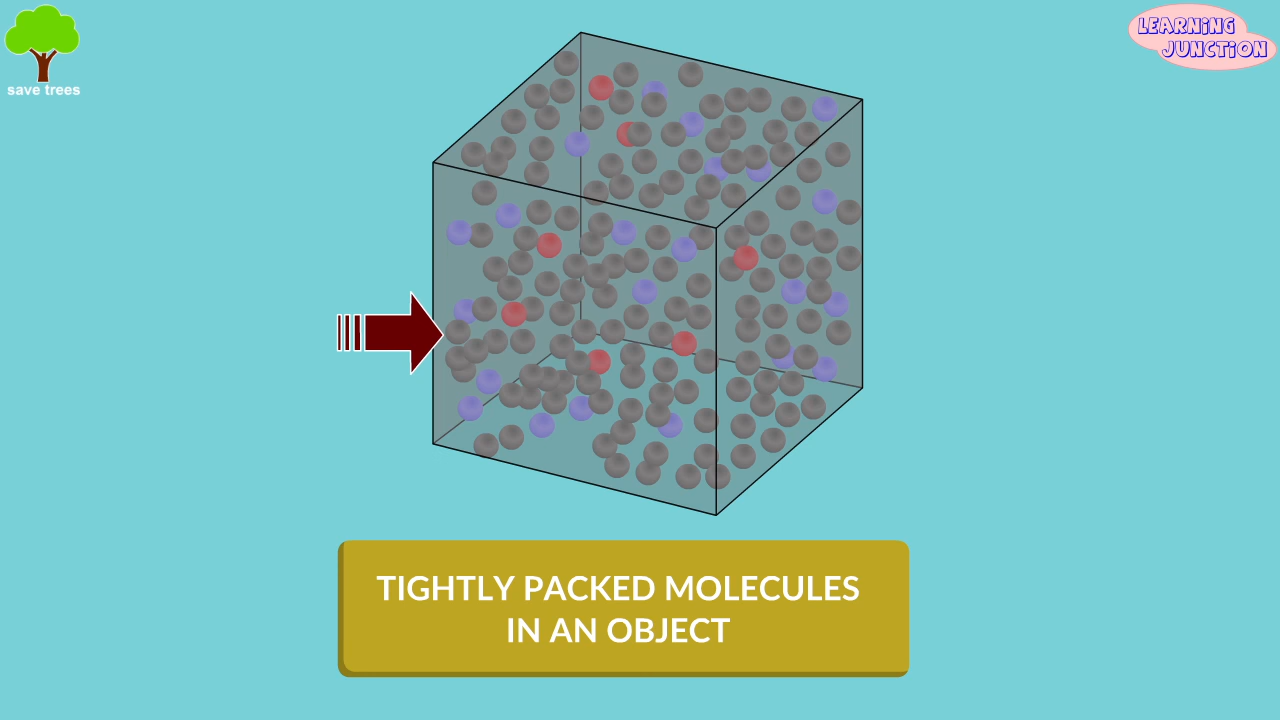 save trees
LEARNiNG
JUNCTiON
TIGHTLY PACKED MOLECULES
IN AN OBJECT